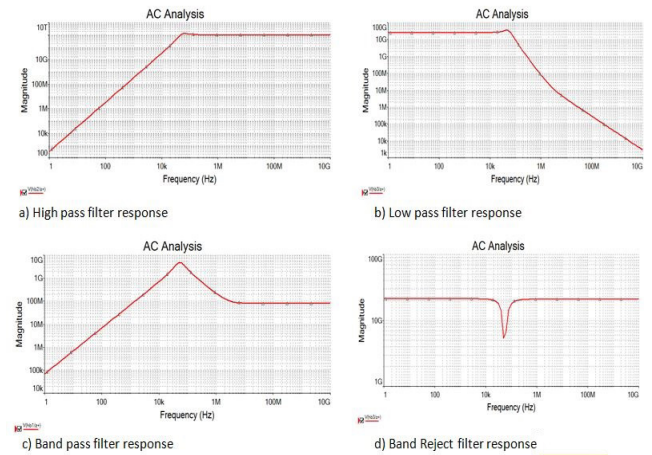 AC Analysis
10T
10G
100M
1M
10k
100
Magnitude
1 100 10k 1M 100M 10G
Frequency (Hz)
a) High pass filter response
AC Analysis
100G
10G
1G
100M
10M
1M
100k
10k
1k
Magnitude
1 100 10k 1M 100M 10G
Frequency (Hz)
b) Low pass filter response
AC Analysis
10G
1G
100M
10M
1M
100k
10k
Magnitude
1 100 10k 1M 100M 10G
Frequency (Hz)
c) Band pass filter response
AC Analysis
100G
10G
1G
Magnitude
1 100 10k 1M 100M 10G
Frequency (Hz)
d) Band Reject filter response